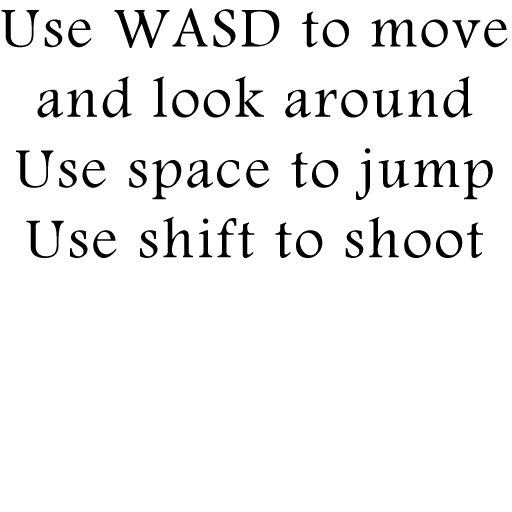 Use WASD to move
and look around
Use space to jump
Use shift to shoot